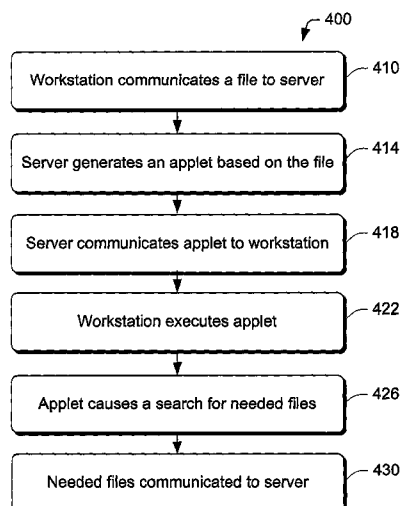 400
Workstation communicates a file to server
410
Server generates an applet based on the file
414
Server communicates applet to workstation
418
Workstation executes applet
422
Applet causes a search for needed files
426
Needed files communicated to server
430